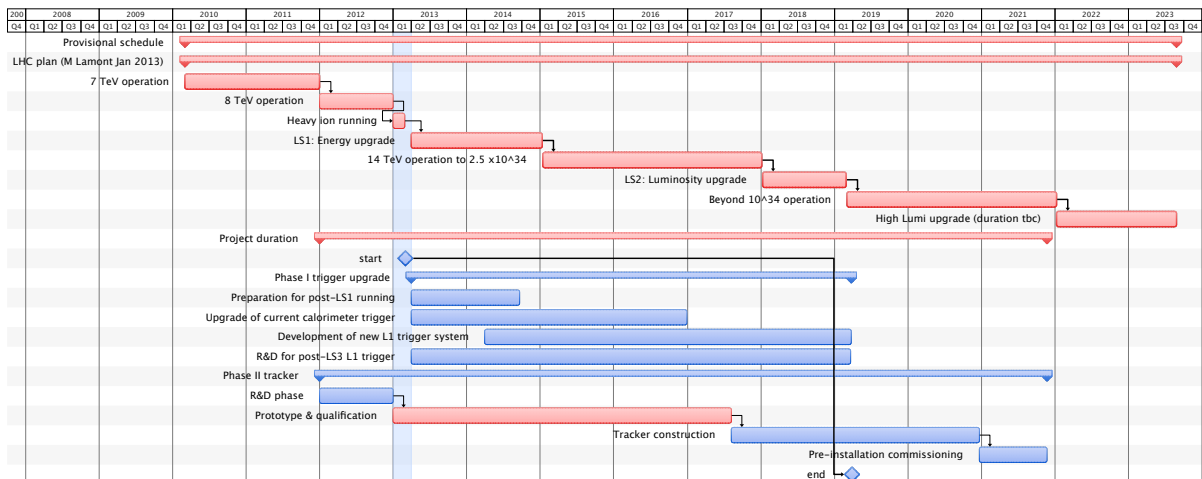 200 2008 2009 2010 2011 2012 2013 2014 2015 2016 2017 2018 2019 2020 2021 2022 2023
Q4 Q1 Q2 Q3 Q4 Q1 Q2 Q3 Q4 Q1 Q2 Q3 Q4 Q1 Q2 Q3 Q4 Q1 Q2 Q3 Q4 Q1 Q2 Q3 Q4 Q1 Q2 Q3 Q4 Q1 Q2 Q3 Q4 Q1 Q2 Q3 Q4 Q1 Q2 Q3 Q4 Q1 Q2 Q3 Q4 Q1 Q2 Q3 Q4 Q1 Q2 Q3 Q4 Q1 Q2 Q3 Q4 Q1 Q2 Q3 Q4 Q1 Q2 Q3 Q4
Provisional schedule
LHC plan (M Lamont Jan 2013)
7 TeV operation
8 TeV operation
Heavy ion running
LS1: Energy upgrade
14 TeV operation to 2.5 x10^34
LS2: Luminosity upgrade
Beyond 10^34 operation
High Lumi upgrade (duration tbc)
Project duration
start
Phase I trigger upgrade
Preparation for post-LS1 running
Upgrade of current calorimeter trigger
Development of new L1 trigger system
R&D for post-LS3 L1 trigger
Phase II tracker
R&D phase
Prototype & qualification
Tracker construction
Pre-installation commissioning
end